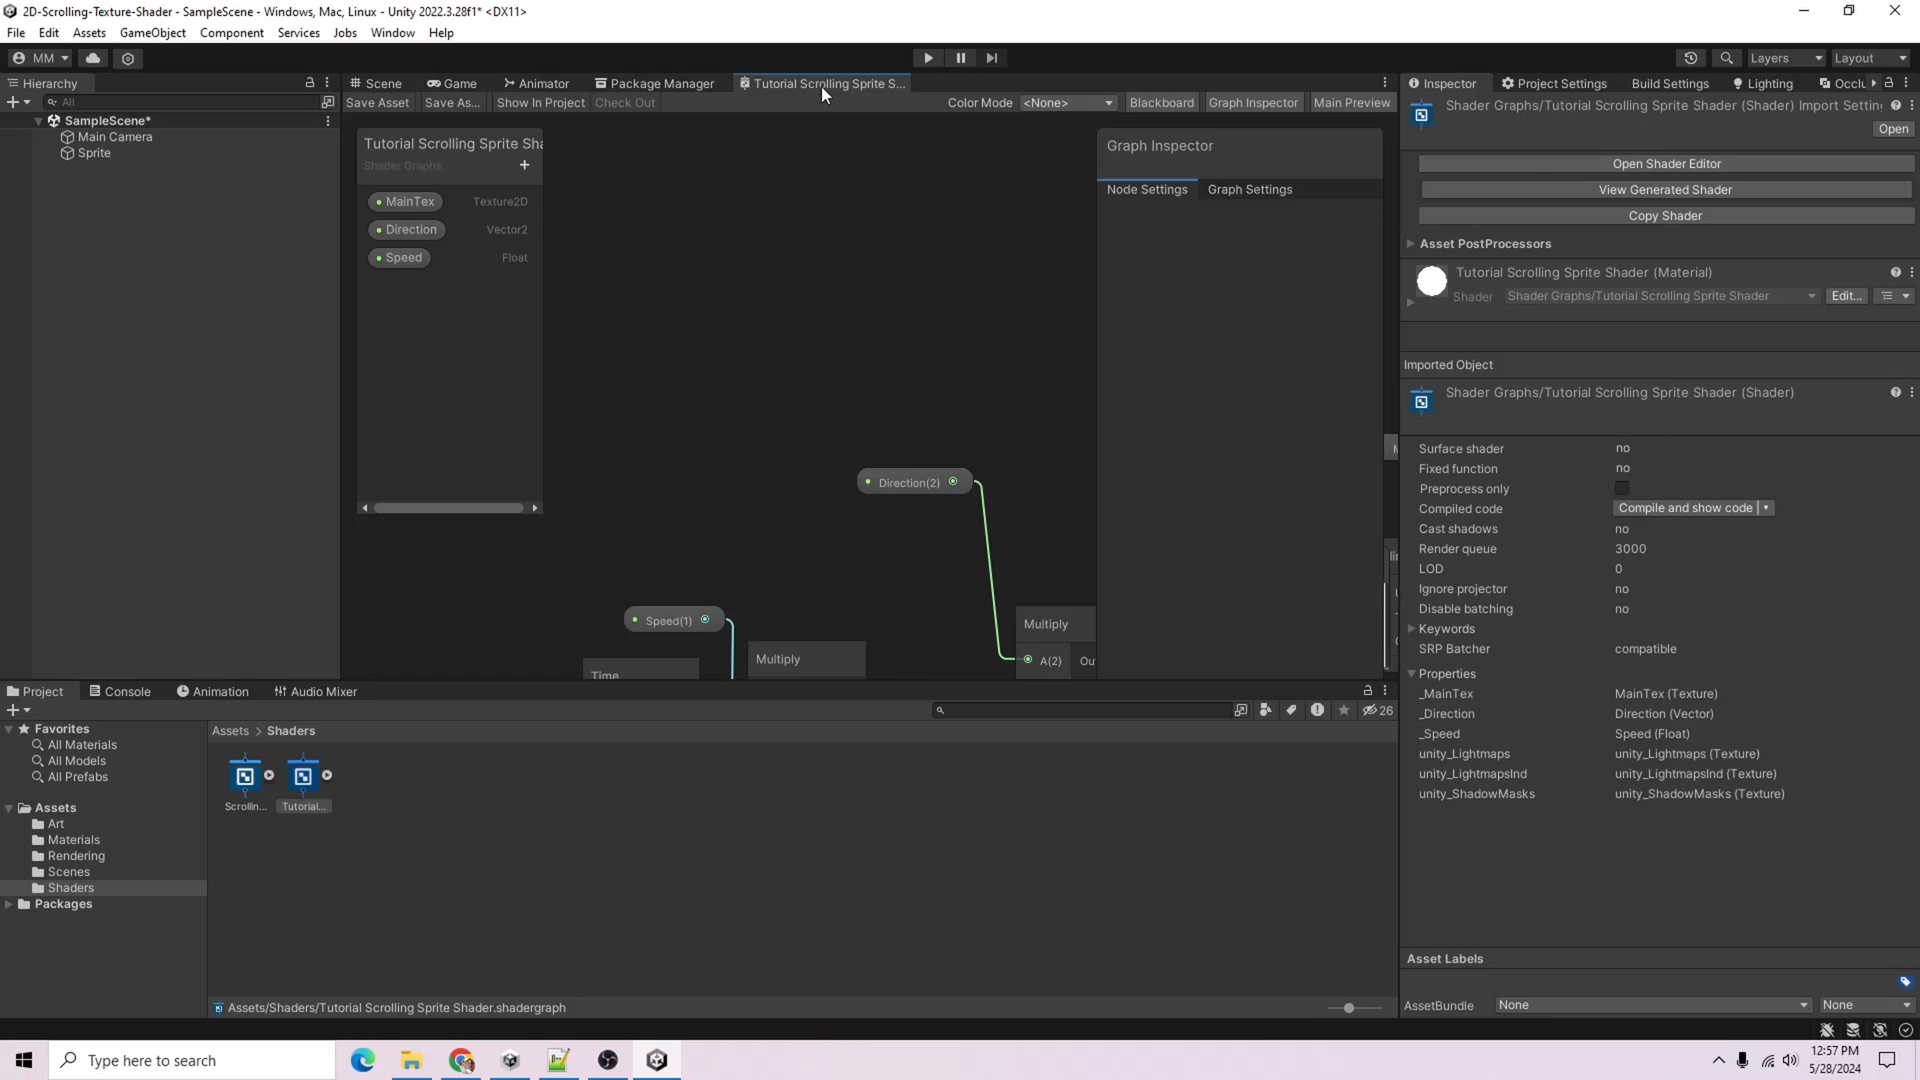 2D-Scrolling-Texture-Shader - SampleScene - Windows, Mac, Linux - Unity 2022.3.28f1* <DX11>
File Edit Assets GameObject Component Services Jobs Window Help
MM Layers Layout
Hierarchy Scene Game Animator Package Manager Tutorial Scrolling Sprite S... Inspector Project Settings Build Settings Lighting Occlu
All Save Asset Save As... Show In Project Check Out Color Mode <None> Blackboard Graph Inspector Main Preview
SampleScene*
Main Camera
Sprite
Tutorial Scrolling Sprite Sha
Shader Graphs
MainTex Texture2D
Direction Vector2
Speed Float
Direction(2)
Speed(1)
Time
Multiply
Multiply
A(2) Ou
Graph Inspector
Node Settings Graph Settings
Shader Graphs/Tutorial Scrolling Sprite Shader (Shader) Import Settin
Open
Open Shader Editor
View Generated Shader
Copy Shader
Asset PostProcessors
Tutorial Scrolling Sprite Shader (Material)
Shader Shader Graphs/Tutorial Scrolling Sprite Shader Edit...
Imported Object
Shader Graphs/Tutorial Scrolling Sprite Shader (Shader)
Surface shader no
Fixed function no
Preprocess only
Compiled code Compile and show code
Cast shadows no
Render queue 3000
LOD 0
Ignore projector no
Disable batching no
Keywords
SRP Batcher compatible
Properties
_MainTex MainTex (Texture)
_Direction Direction (Vector)
_Speed Speed (Float)
unity_Lightmaps unity_Lightmaps (Texture)
unity_LightmapsInd unity_LightmapsInd (Texture)
unity_ShadowMasks unity_ShadowMasks (Texture)
Asset Labels
AssetBundle None None
Project Console Animation Audio Mixer
26
Favorites
All Materials
All Models
All Prefabs
Assets
Art
Materials
Rendering
Scenes
Shaders
Packages
Assets > Shaders
Scrollin... Tutorial...
Assets/Shaders/Tutorial Scrolling Sprite Shader.shadergraph
Type here to search
12:57 PM
5/28/2024